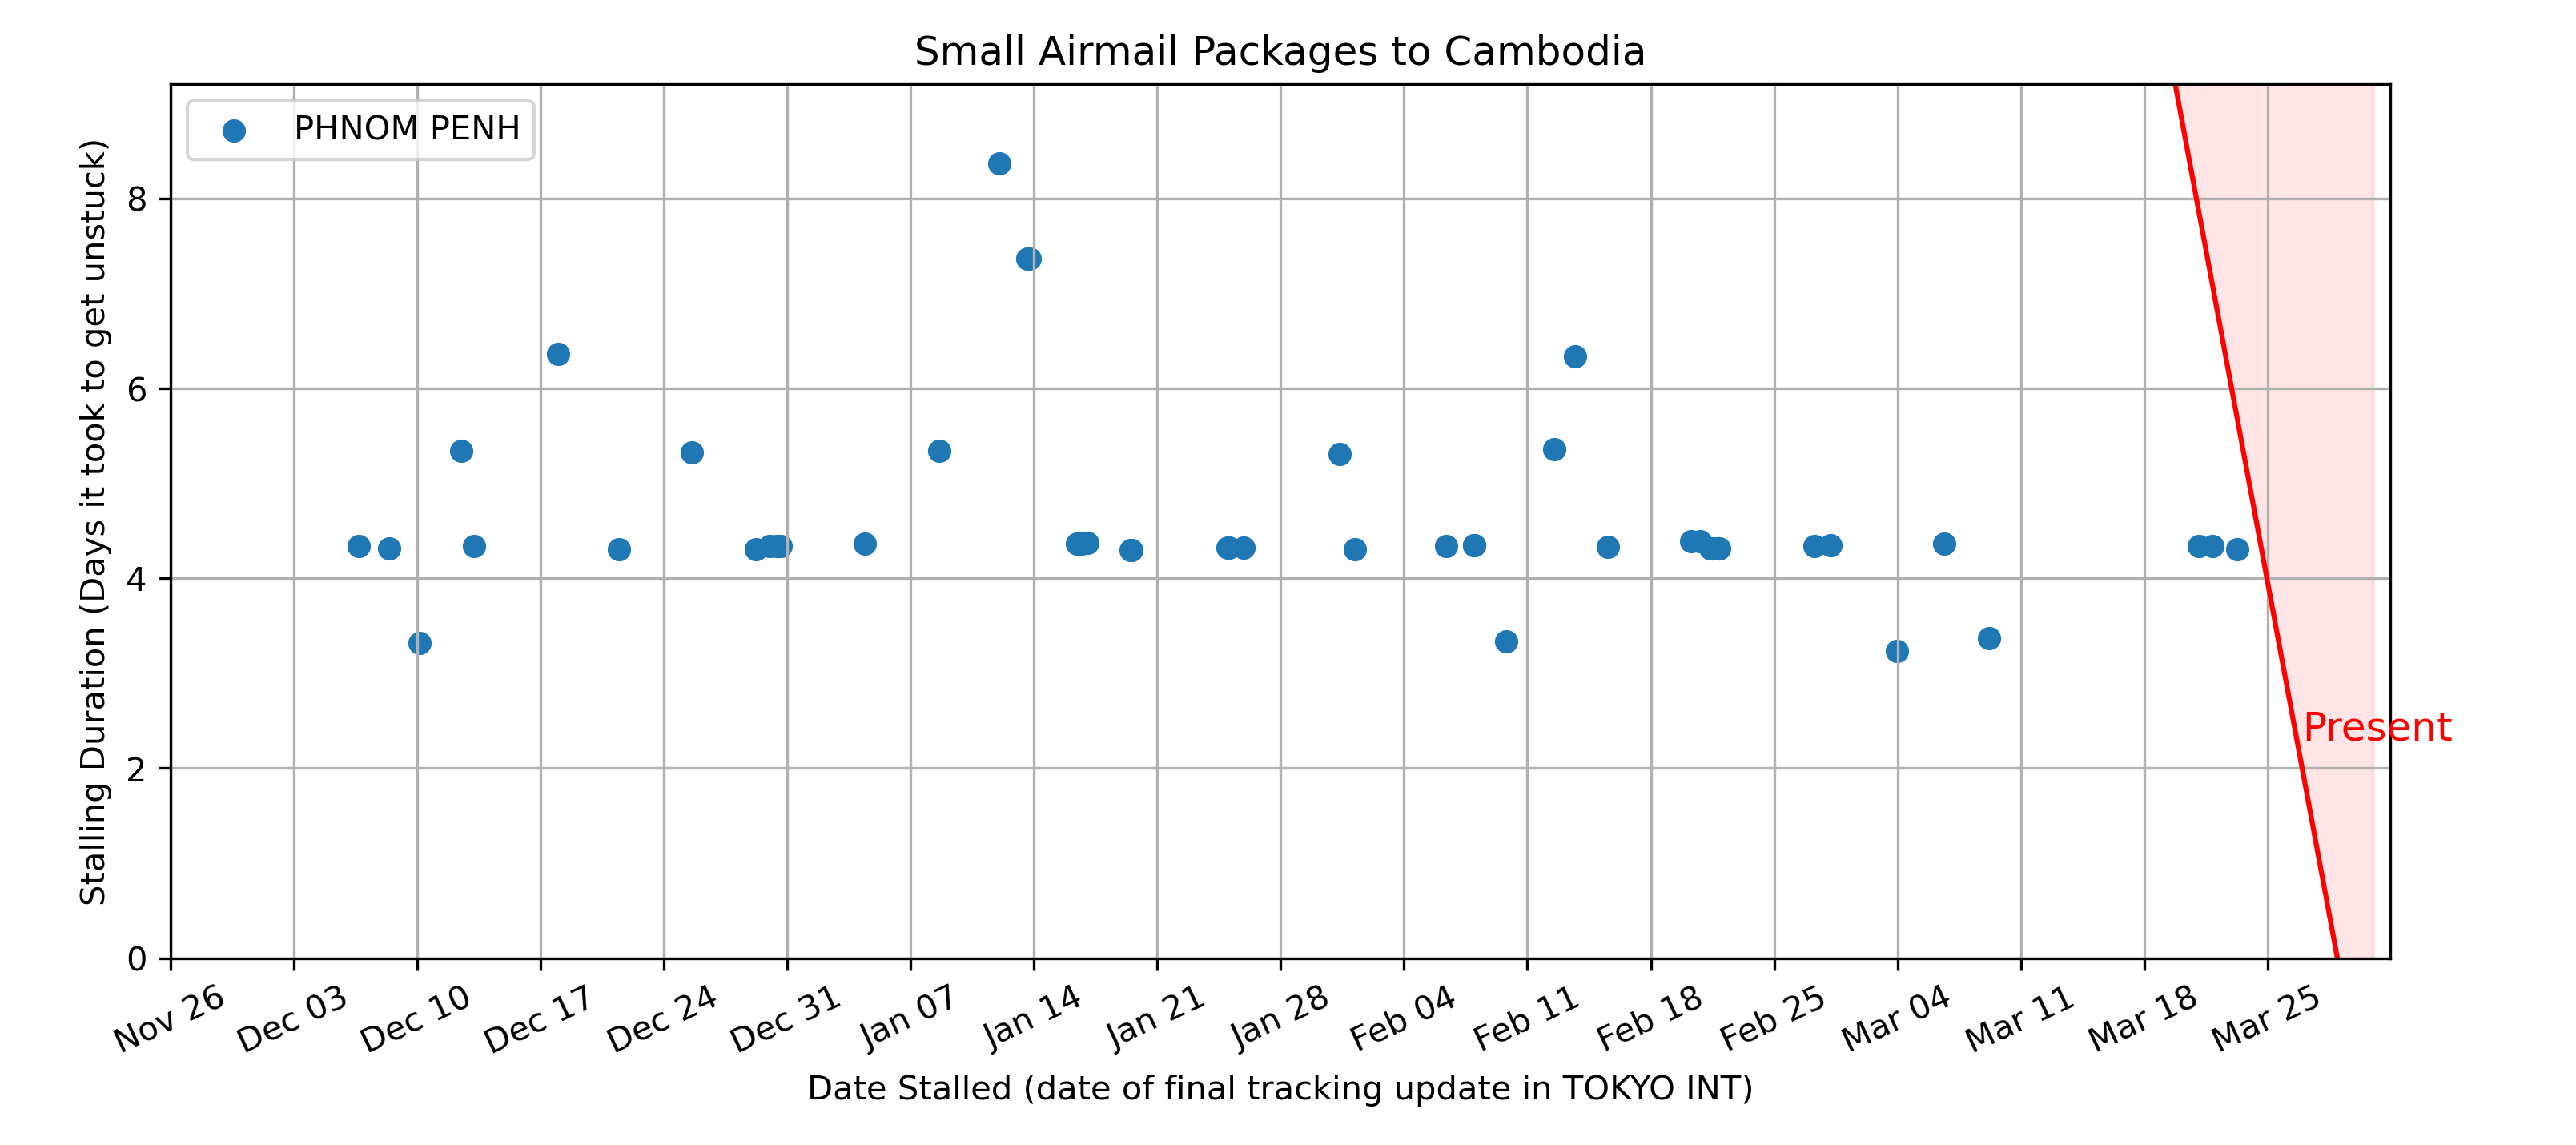 Small Airmail Packages to Cambodia
PHNOM PENH
Stalling Duration (Days it took to get unstuck)
8
6
4
2
0
Present
Nov 26
Dec 03
Dec 10
Dec 17
Dec 24
Dec 31
Jan 07
Jan 14
Jan 21
Jan 28
Feb 04
Feb 11
Feb 18
Feb 25
Mar 04
Mar 11
Mar 18
Mar 25
Date Stalled (date of final tracking update in TOKYO INT)